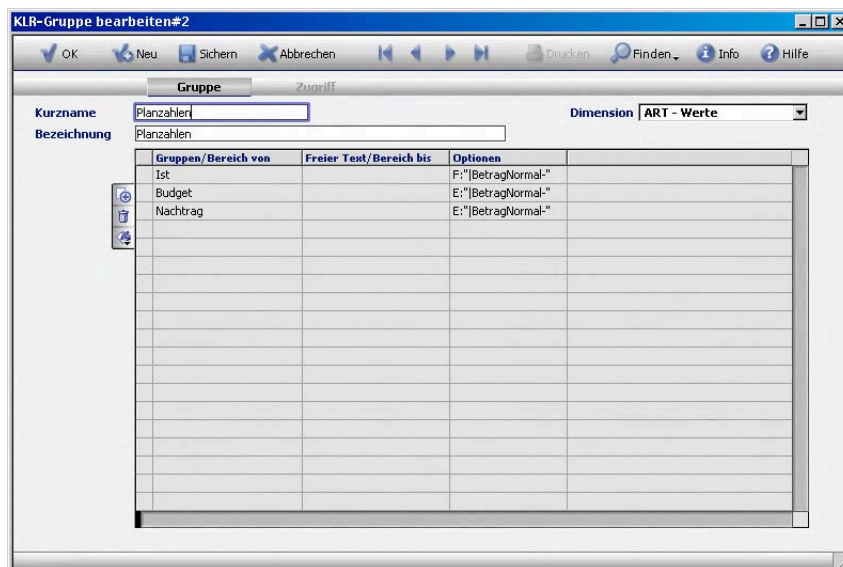 KLR-Gruppe bearbeiten#2
OK Neu Sichern Abbrechen Drucken Finden Info Hilfe
Gruppe Zugriff
Kurzname Planzahlen Dimension ART - Werte
Bezeichnung Planzahlen
Gruppen/Bereich von Freier Text/Bereich bis Optionen
Ist F:"|BetragNormal-"
Budget E:"|BetragNormal-"
Nachtrag E:"|BetragNormal-"